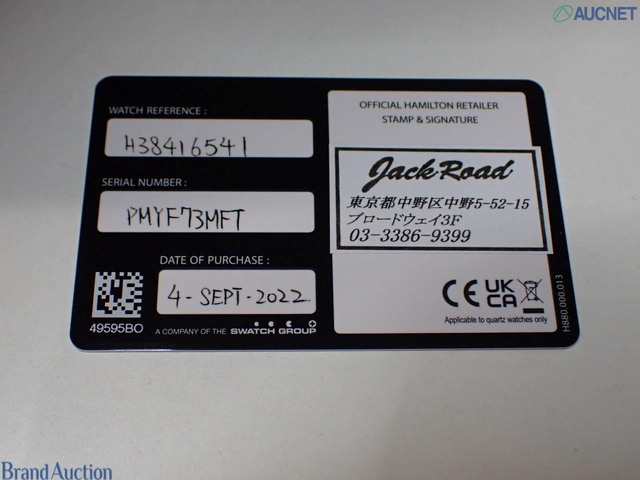 AUCNET
WATCH REFERENCE :
H38416541
SERIAL NUMBER :
PMYF73MFT
DATE OF PURCHASE :
4-SEPT-2022
49595BO
A COMPANY OF THE SWATCH GROUP
OFFICIAL HAMILTON RETAILER
STAMP & SIGNATURE
Jack Road
東京都中野区中野5-52-15
ブロードウェイ3F
03-3386-9399
CE UK CA
Applicable to quartz watches only
H880.000.013
Brand Auction